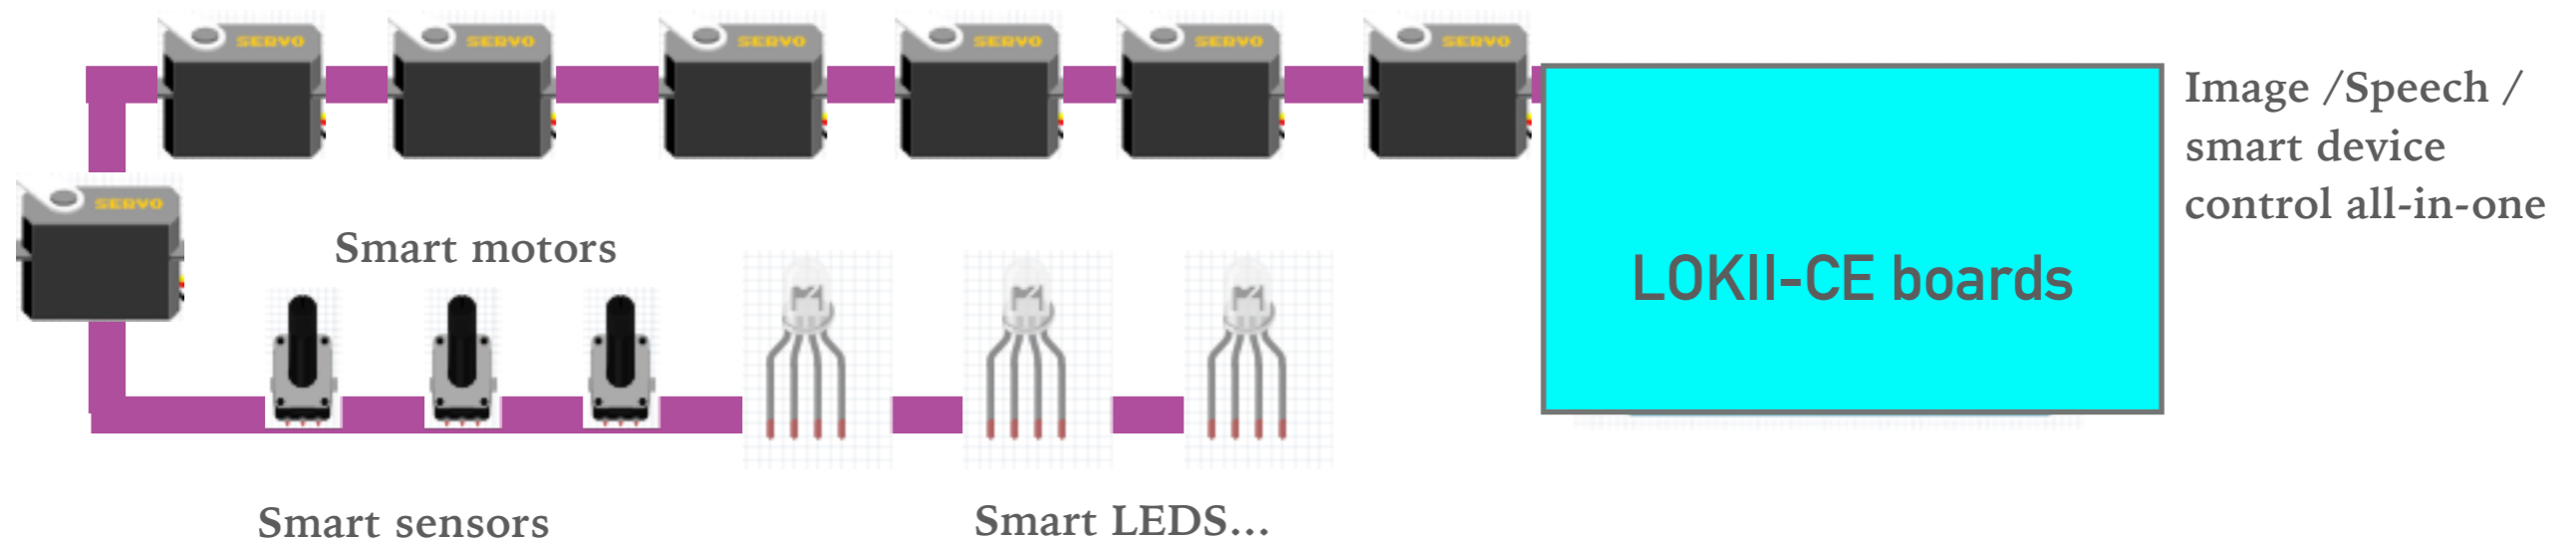 SERVO
SERVO
SERVO
SERVO
SERVO
SERVO
Image /Speech /
smart device
control all-in-one
SERVO
Smart motors
LOKII-CE boards
Smart sensors
Smart LEDS...